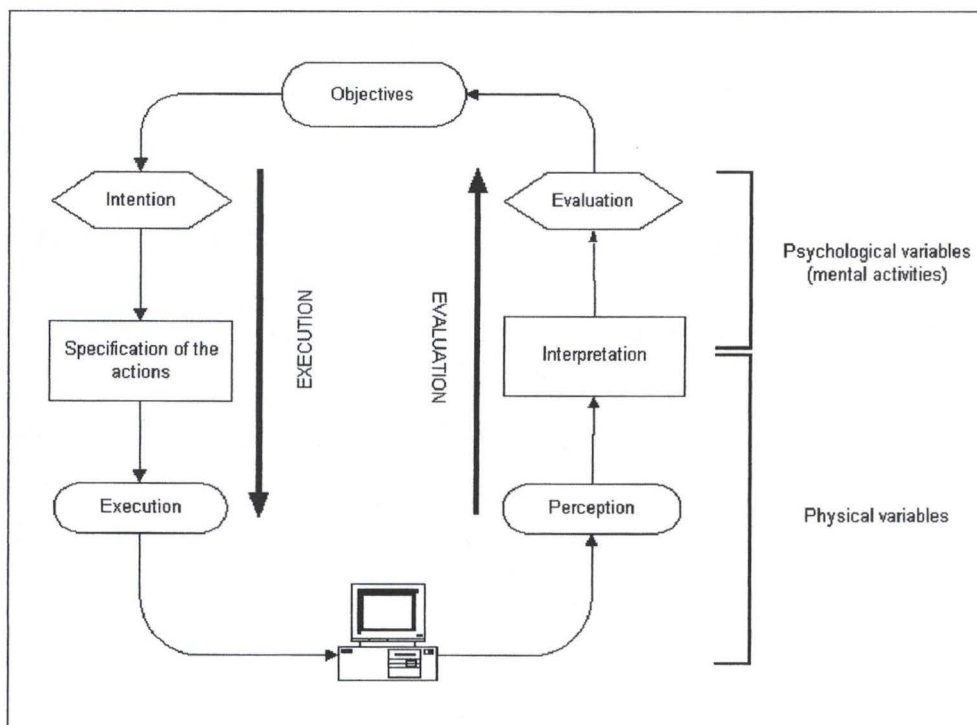 Objectives
Intention
Evaluation
Psychological variables
(mental activities)
EXECUTION
EVALUATION
Specification of the
actions
Interpretation
Execution
Perception
Physical variables